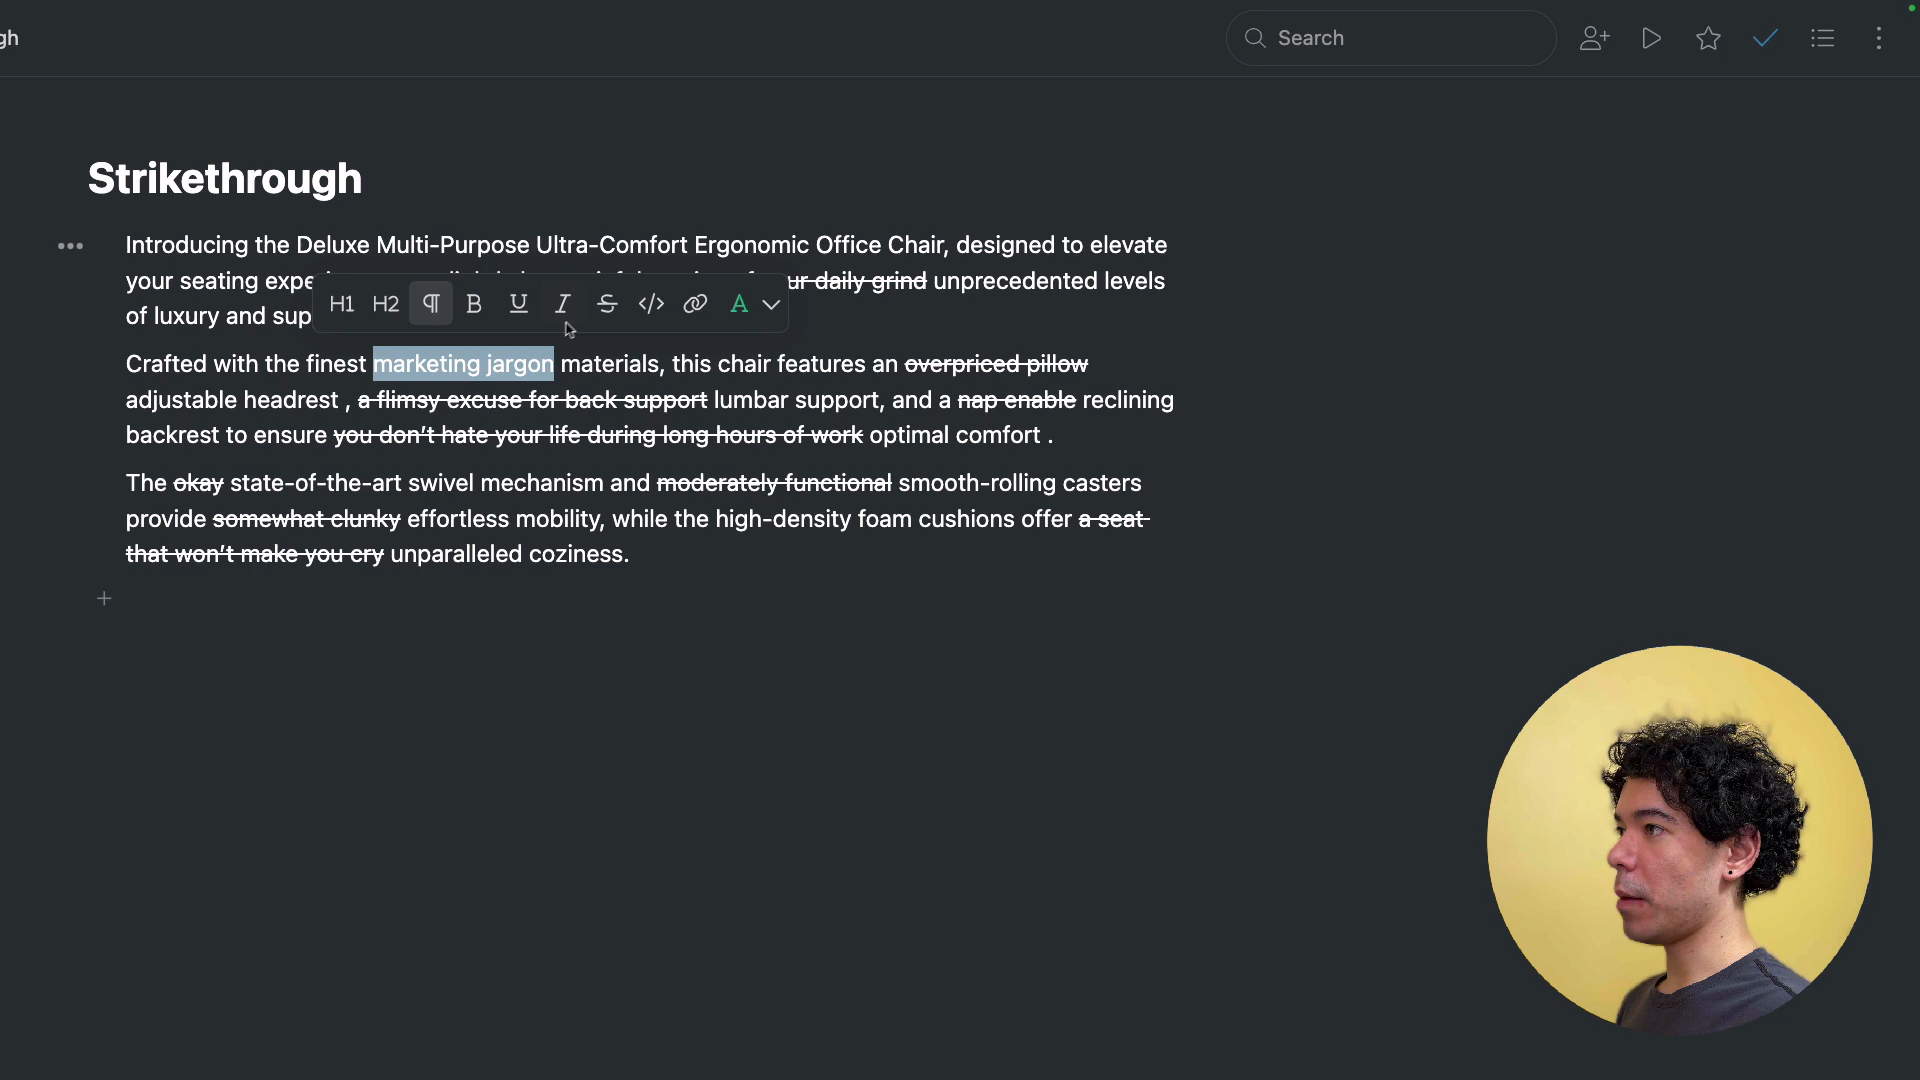 gh
Search
Strikethrough
Introducing the Deluxe Multi-Purpose Ultra-Comfort Ergonomic Office Chair, designed to elevate
your seating expe ur daily grind unprecedented levels
H1 H2 ¶ B U I S </> A
of luxury and sup
Crafted with the finest marketing jargon materials, this chair features an overpriced pillow
adjustable headrest , a flimsy excuse for back support lumbar support, and a nap enable reclining
backrest to ensure you don’t hate your life during long hours of work optimal comfort .
The okay state-of-the-art swivel mechanism and moderately functional smooth-rolling casters
provide somewhat clunky effortless mobility, while the high-density foam cushions offer a seat
that won’t make you cry unparalleled coziness.